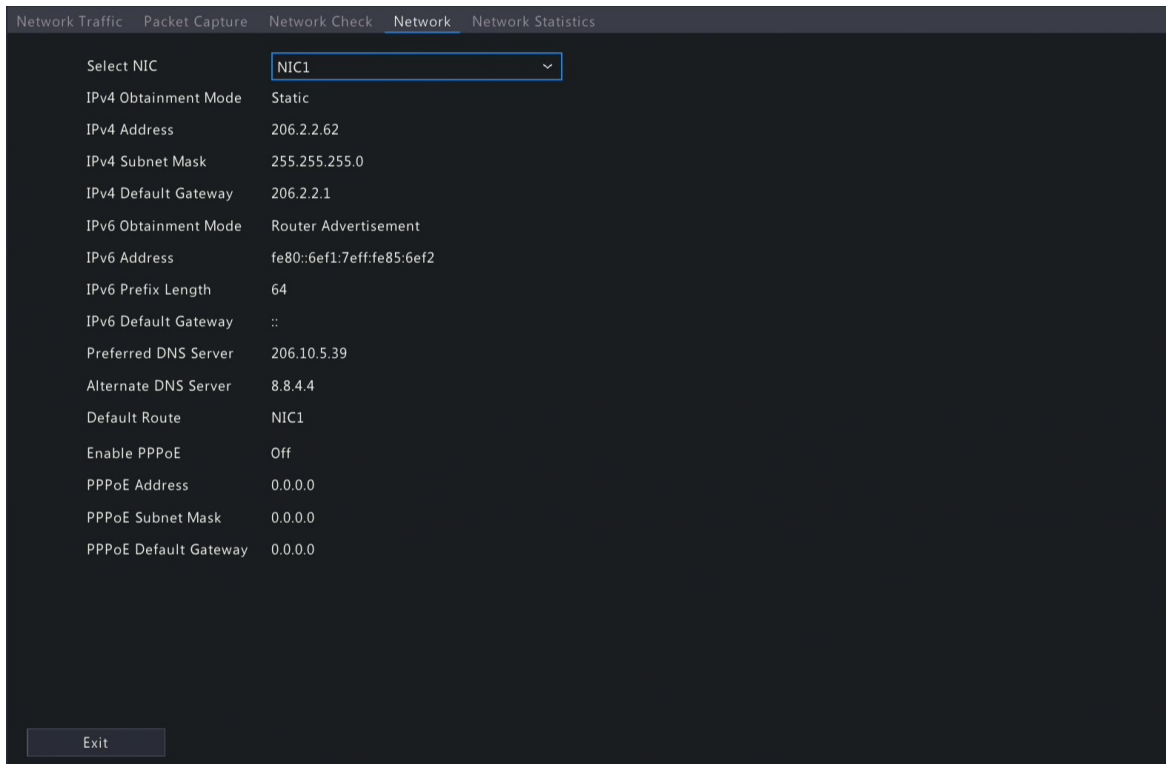 Network Traffic Packet Capture Network Check Network Network Statistics
Select NIC NIC1
IPv4 Obtainment Mode Static
IPv4 Address 206.2.2.62
IPv4 Subnet Mask 255.255.255.0
IPv4 Default Gateway 206.2.2.1
IPv6 Obtainment Mode Router Advertisement
IPv6 Address fe80::6ef1:7eff:fe85:6ef2
IPv6 Prefix Length 64
IPv6 Default Gateway ::
Preferred DNS Server 206.10.5.39
Alternate DNS Server 8.8.4.4
Default Route NIC1
Enable PPPoE Off
PPPoE Address 0.0.0.0
PPPoE Subnet Mask 0.0.0.0
PPPoE Default Gateway 0.0.0.0
Exit